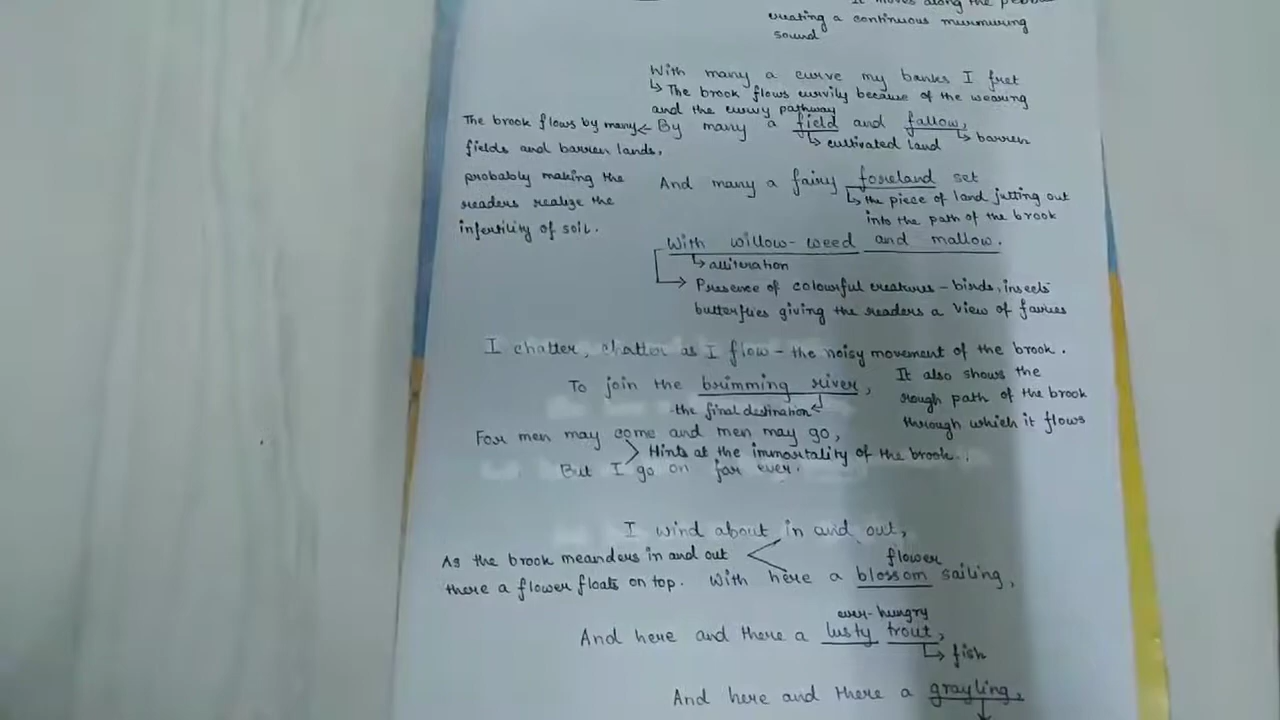 It moves along the
creating a continuous murmuring
sound
With many a curve my banks I fret
↳ The brook flows curvily because of the wearing
and the curvy pathway
The brook flows by many ← By many a field and fallow,
↳ cultivated land ↳ barren
fields and barren lands,
probably making the
readers realize the
infertility of soil.
And many a fairy foreland set
↳ the piece of land jutting out
into the path of the brook
With willow-weed and mallow.
↳ alliteration
→ Presence of colourful creatures - birds, insects
butterflies giving the readers a view of fairies
I chatter, chatter as I flow - the noisy movement of the brook.
To join the brimming river,
the final destination
It also shows the
rough path of the brook
through which it flows
For men may come and men may go,
> Hints at the immortality of the brook..
But I go on for ever.
I wind about in and out,
As the brook meanders in and out
there a flower floats on top.
flower
With here a blossom sailing,
ever-hungry
And here and there a lusty trout,
↳ fish
And here and there a grayling,